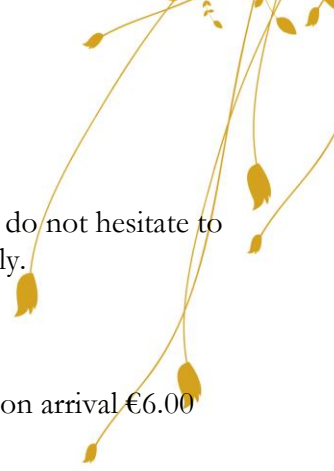 do not hesitate to
ly.
on arrival €6.00